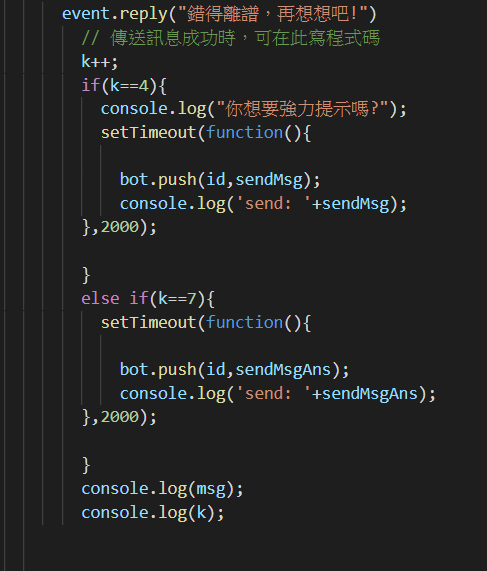 event.reply("錯得離譜，再想想吧!")
// 傳送訊息成功時，可在此寫程式碼
k++;
if(k==4){
console.log("你想要強力提示嗎?");
setTimeout(function(){
bot.push(id,sendMsg);
console.log('send: '+sendMsg);
},2000);
}
else if(k==7){
setTimeout(function(){
bot.push(id,sendMsgAns);
console.log('send: '+sendMsgAns);
},2000);
}
console.log(msg);
console.log(k);